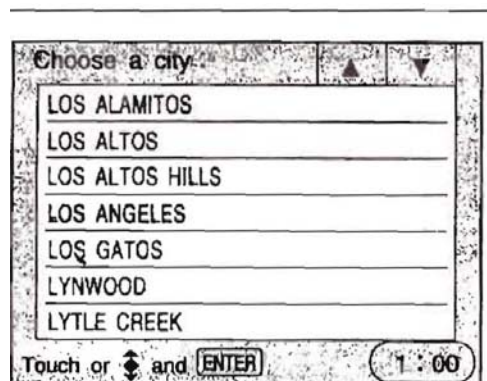 Choose a city
LOS ALAMITOS
LOS ALTOS
LOS ALTOS HILLS
LOS ANGELES
LOS GATOS
LYNWOOD
LYTLE CREEK
Touch or and ENTER 1:00